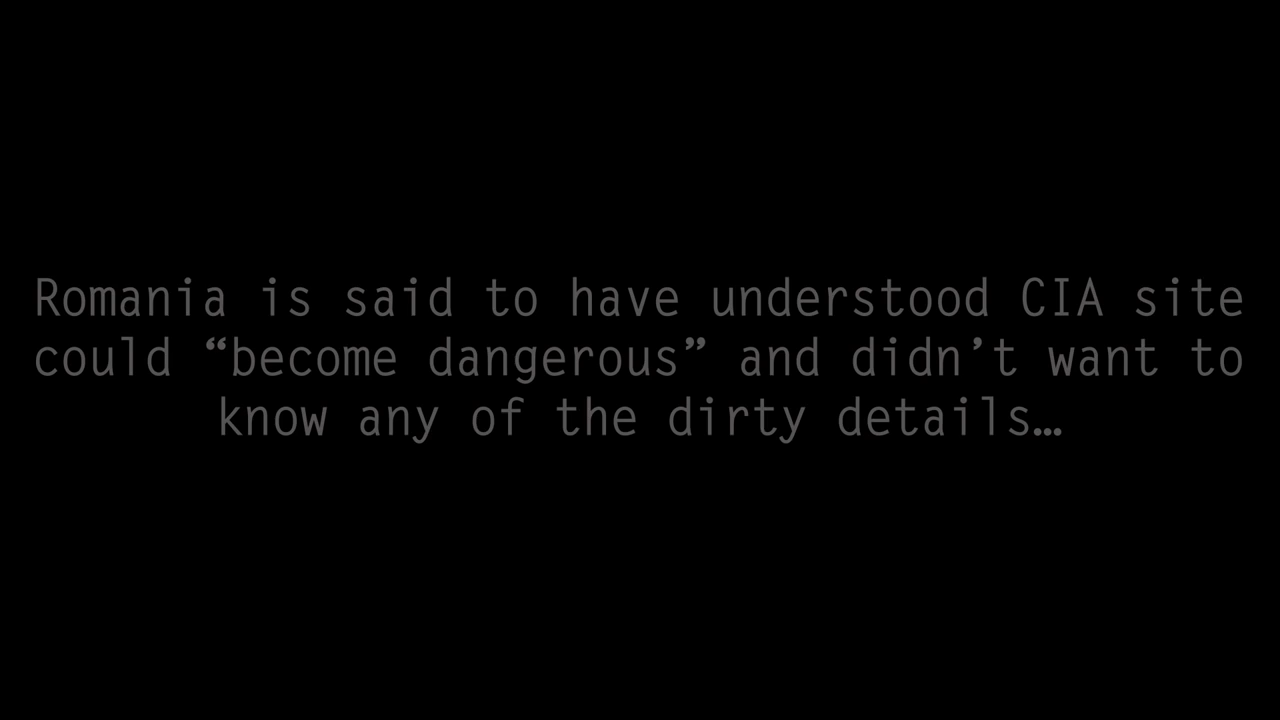 Romania is said to have understood CIA site
could “become dangerous” and didn’t want to
know any of the dirty details…